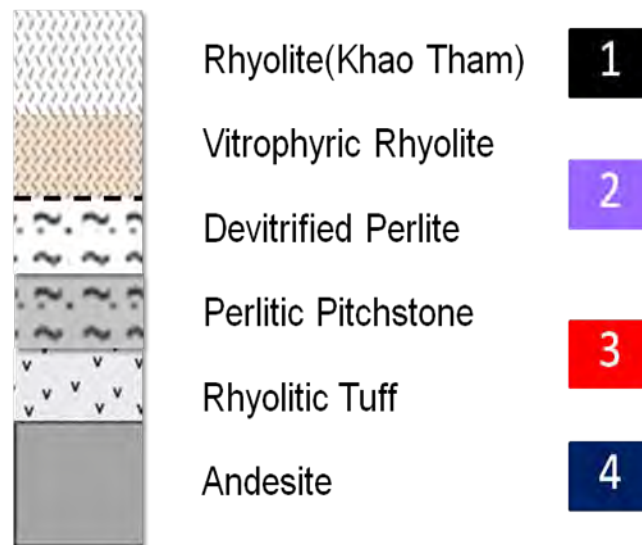 Rhyolite(Khao Tham)
1
Vitrophyric Rhyolite
2
Devitrified Perlite
Perlitic Pitchstone
3
Rhyolitic Tuff
Andesite
4